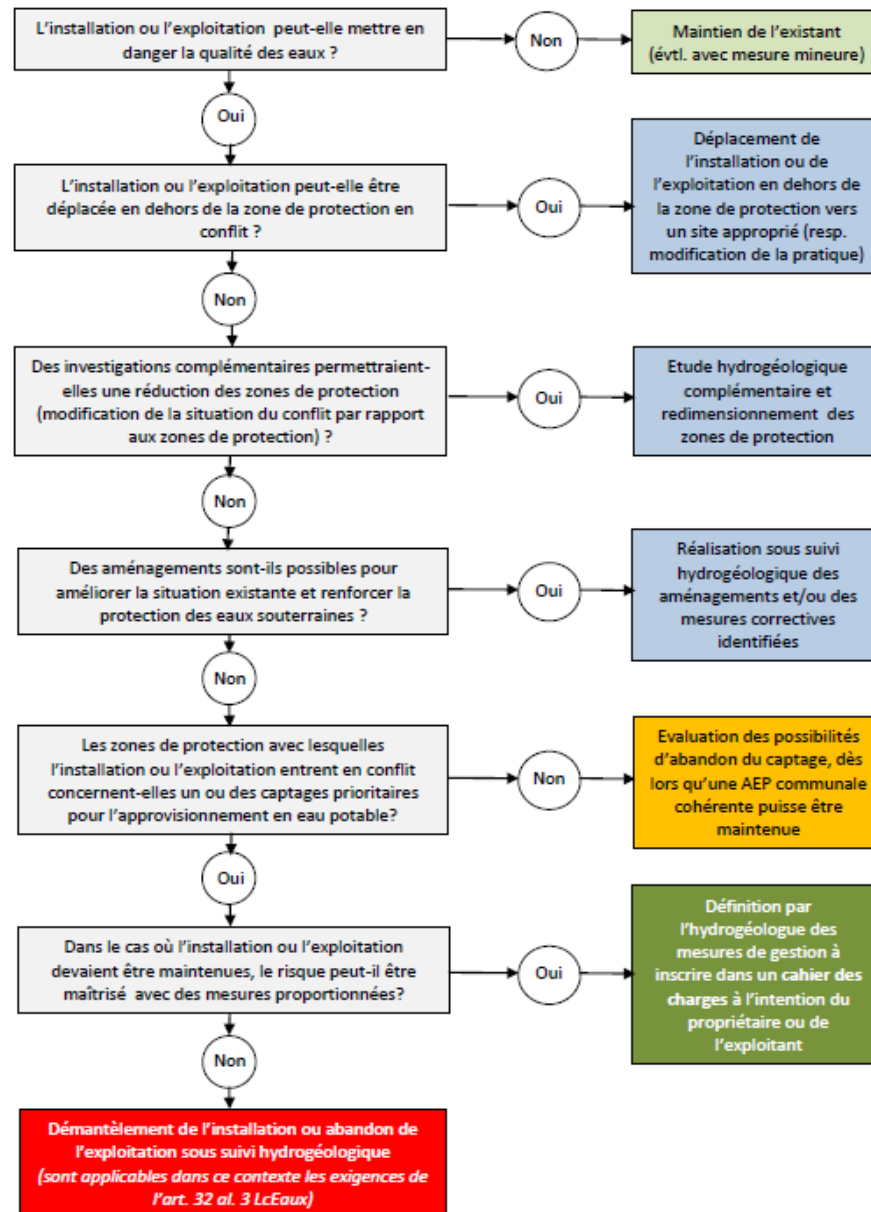 L'installation ou l'exploitation peut-elle mettre en
danger la qualité des eaux ?
Non
Maintien de l'existant
(évtl. avec mesure mineure)
Oui
L'installation ou l'exploitation peut-elle être
déplacée en dehors de la zone de protection en
conflit ?
Oui
Déplacement de
l'installation ou de
l'exploitation en dehors de
la zone de protection vers
un site approprié (resp.
modification de la pratique)
Non
Des investigations complémentaires permettraient-
elles une réduction des zones de protection
(modification de la situation du conflit par rapport
aux zones de protection) ?
Oui
Etude hydrogéologique
complémentaire et
redimensionnement des
zones de protection
Non
Des aménagements sont-ils possibles pour
améliorer la situation existante et renforcer la
protection des eaux souterraines ?
Oui
Réalisation sous suivi
hydrogéologique des
aménagements et/ou des
mesures correctives
identifiées
Non
Les zones de protection avec lesquelles
l'installation ou l'exploitation entrent en conflit
concernent-elles un ou des captages prioritaires
pour l'approvisionnement en eau potable?
Non
Evaluation des possibilités
d'abandon du captage, dès
lors qu'une AEP communale
cohérente puisse être
maintenue
Oui
Dans le cas où l'installation ou l'exploitation
devaient être maintenues, le risque peut-il être
maîtrisé avec des mesures proportionnées?
Oui
Définition par
l'hydrogéologue des
mesures de gestion à
inscrire dans un cahier des
charges à l'intention du
propriétaire ou de
l'exploitant
Non
Démantèlement de l'installation ou abandon de
l'exploitation sous suivi hydrogéologique
(sont applicables dans ce contexte les exigences de
l'art. 32 al. 3 LcEaux)